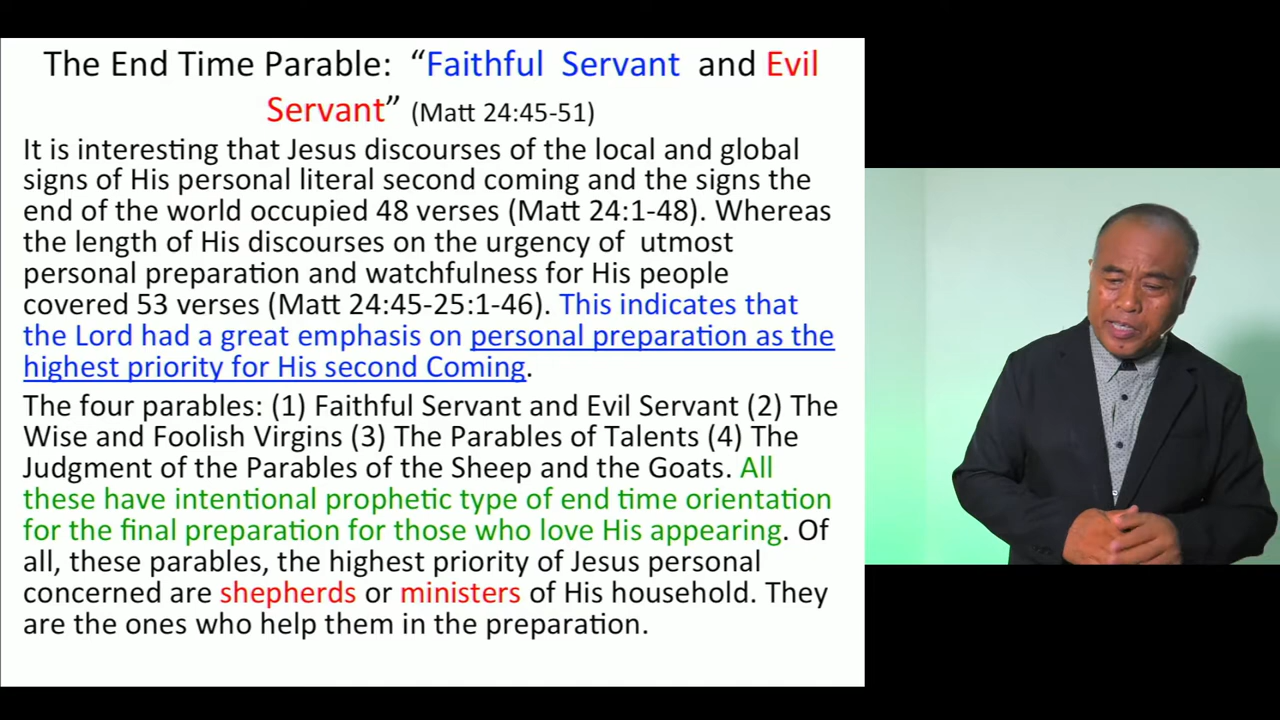 The End Time Parable: “Faithful Servant and Evil
Servant” (Matt 24:45-51)
It is interesting that Jesus discourses of the local and global
signs of His personal literal second coming and the signs the
end of the world occupied 48 verses (Matt 24:1-48). Whereas
the length of His discourses on the urgency of utmost
personal preparation and watchfulness for His people
covered 53 verses (Matt 24:45-25:1-46). This indicates that
the Lord had a great emphasis on personal preparation as the
highest priority for His second Coming.
The four parables: (1) Faithful Servant and Evil Servant (2) The
Wise and Foolish Virgins (3) The Parables of Talents (4) The
Judgment of the Parables of the Sheep and the Goats. All
these have intentional prophetic type of end time orientation
for the final preparation for those who love His appearing. Of
all, these parables, the highest priority of Jesus personal
concerned are shepherds or ministers of His household. They
are the ones who help them in the preparation.